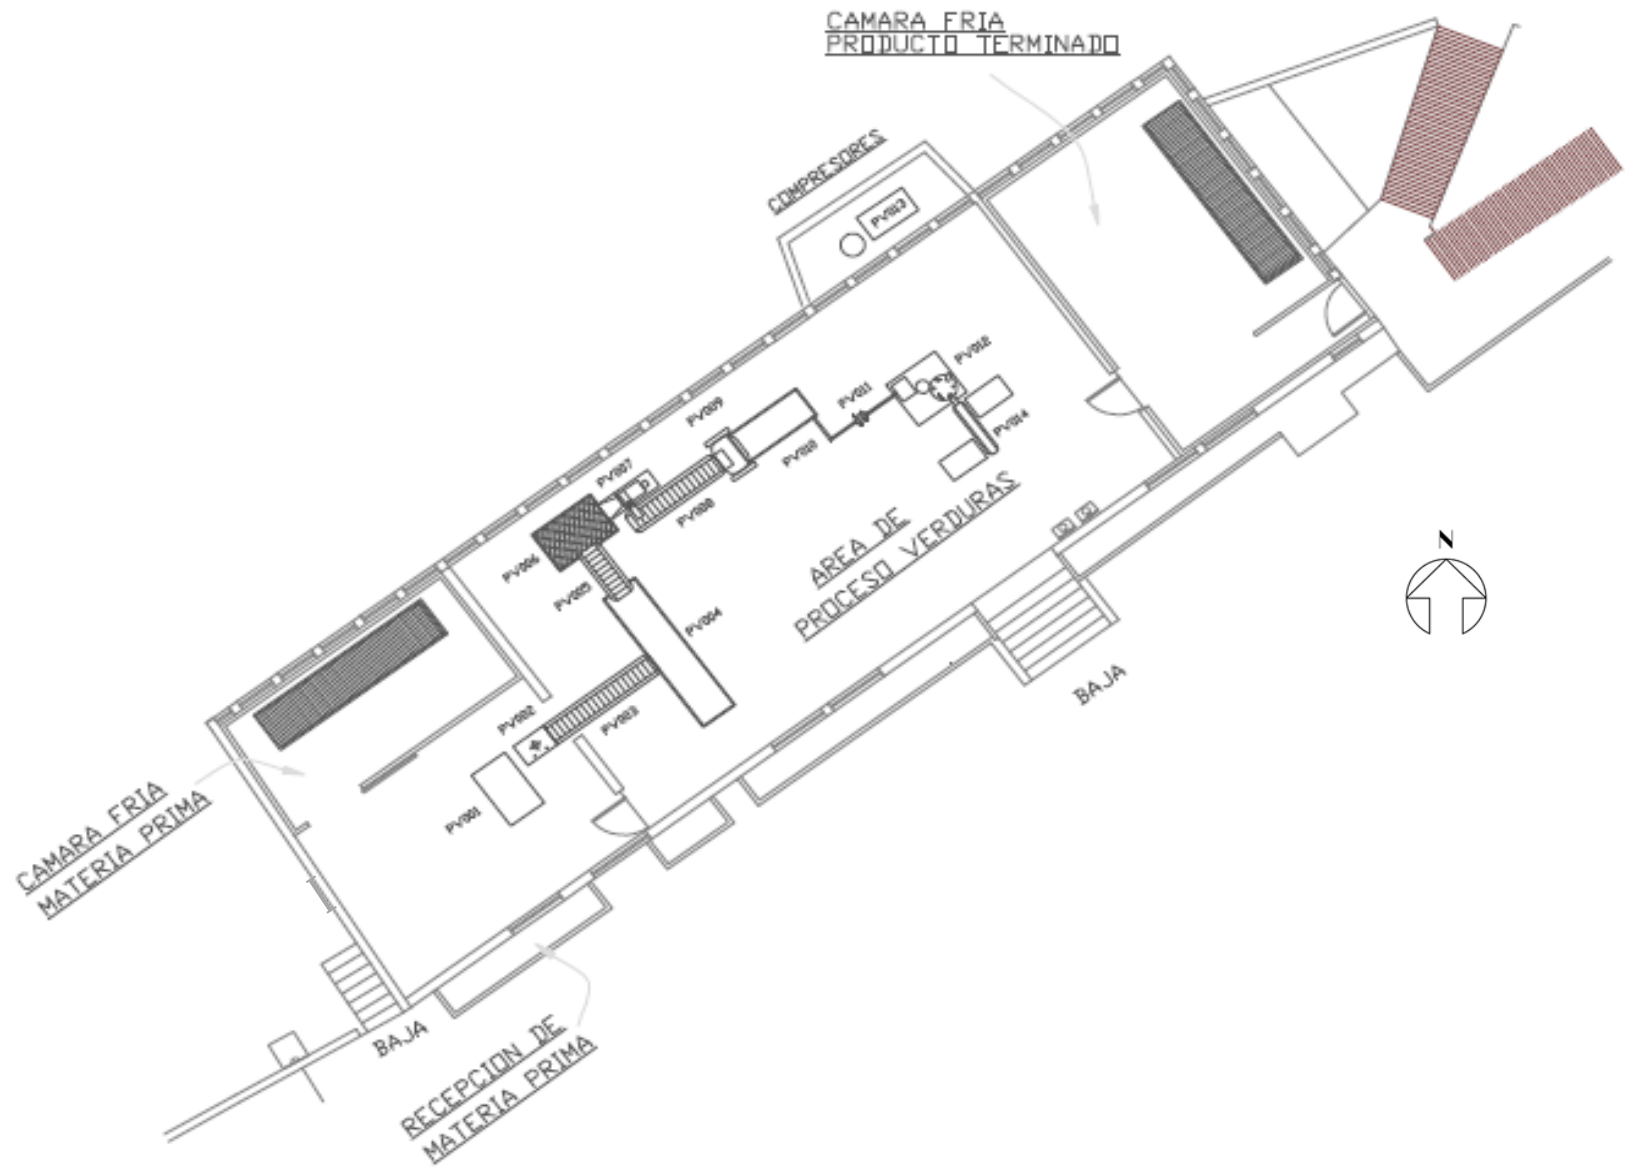 CAMARA FRIA
PRODUCTO TERMINADO
COMPRESORES
PV013
PV012
PV011
PV014
PV009
PV010
PV007
PV008
PV006
PV005
PV004
AREA DE
PROCESO VERDURAS
N
BAJA
PV002
PV003
PV001
CAMARA FRIA
MATERIA PRIMA
BAJA
RECEPCION DE
MATERIA PRIMA